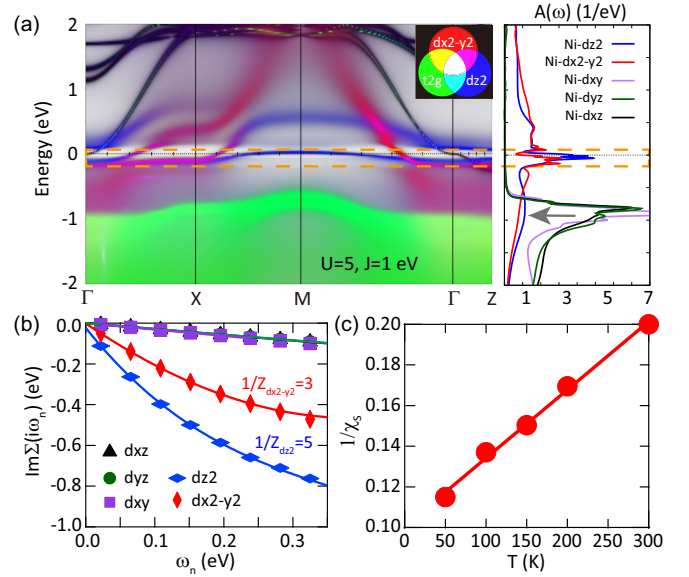 (a)
Energy (eV)
2
1
0
-1
-2
dx2-y2
t2g
dz2
U=5, J=1 eV
Γ
X
M
Γ
Z
A(ω) (1/eV)
Ni-dz2
Ni-dx2-y2
Ni-dxy
Ni-dyz
Ni-dxz
1
3
5
7
(b)
ImΣ(iωn) (eV)
0.0
-0.2
-0.4
-0.6
-0.8
-1.0
1/Zdx2-y2=3
1/Zdz2=5
dxz
dyz
dxy
dz2
dx2-y2
0.0
0.1
0.2
0.3
ωn (eV)
(c)
1/χS
0.20
0.18
0.16
0.14
0.12
0.10
0
50
100
150
200
250
300
T (K)